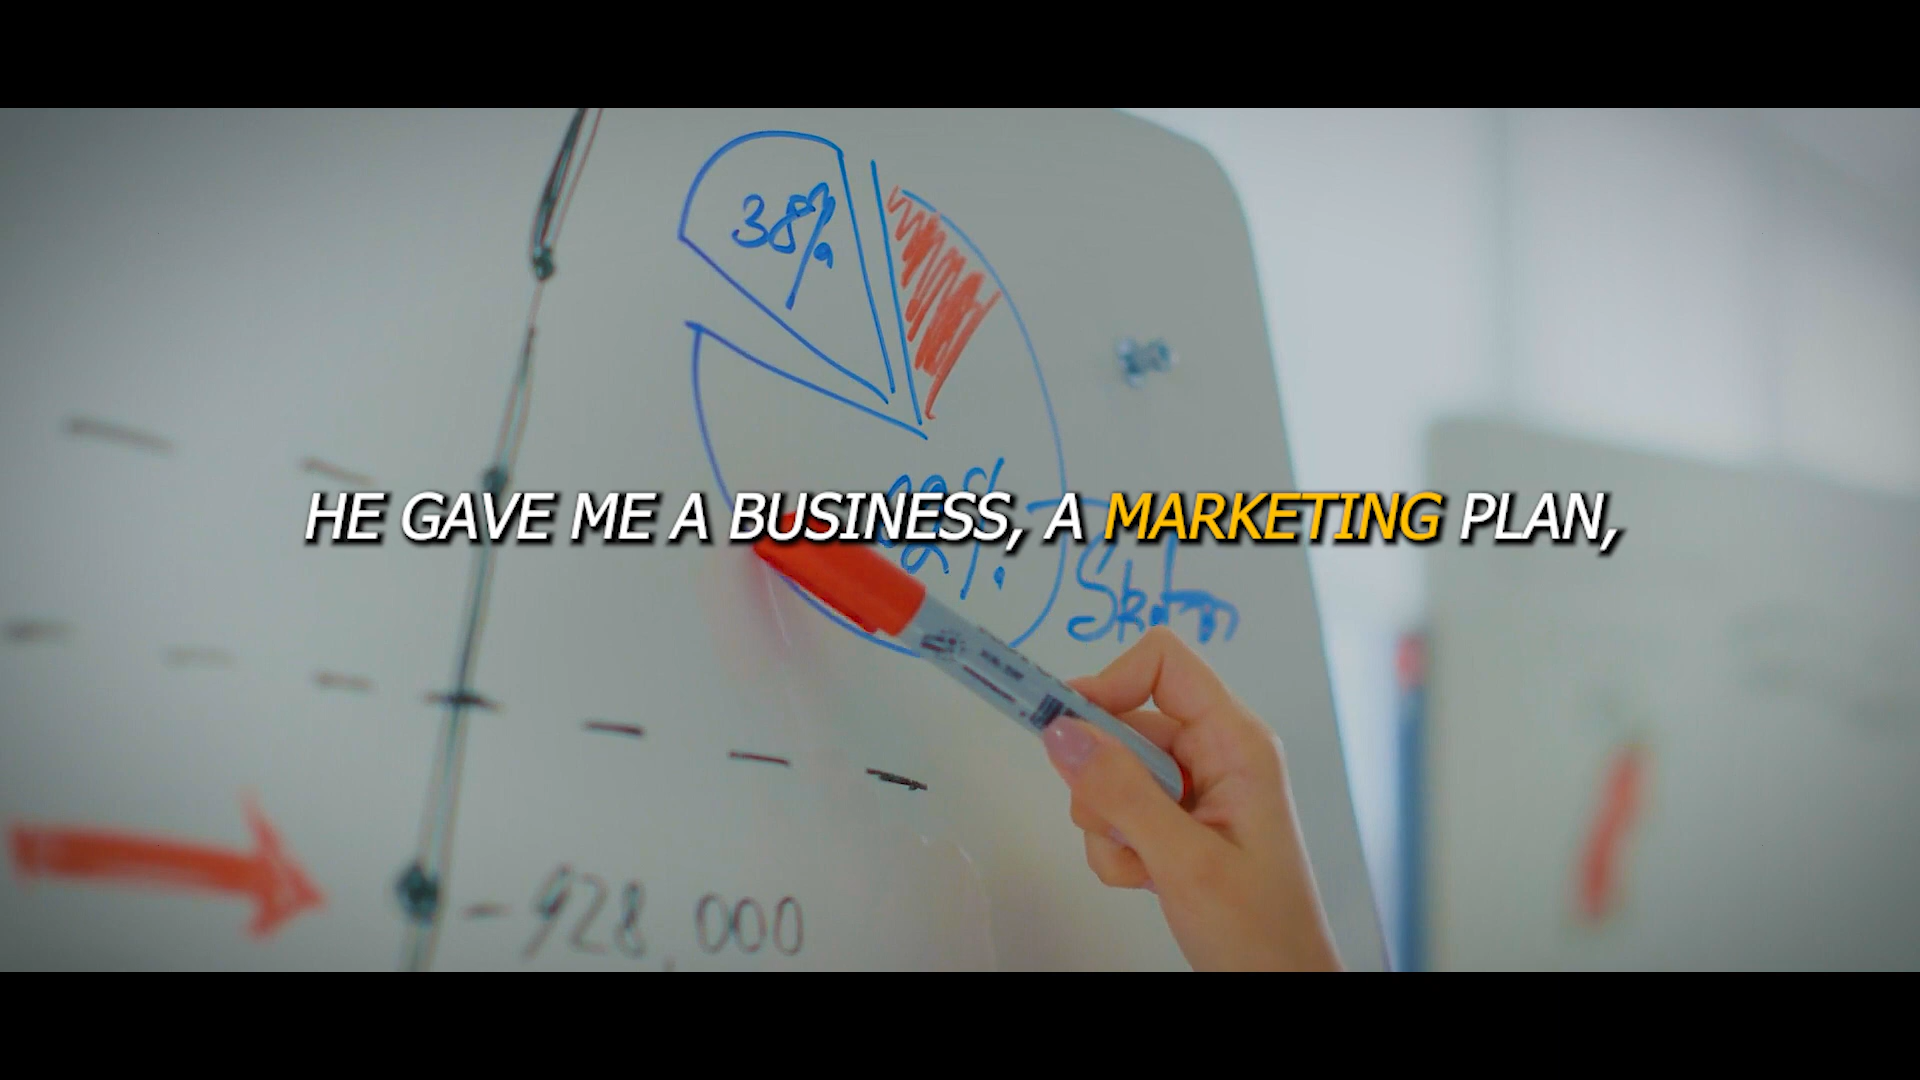 38%
HE GAVE ME A BUSINESS, A MARKETING PLAN,
- 928,000